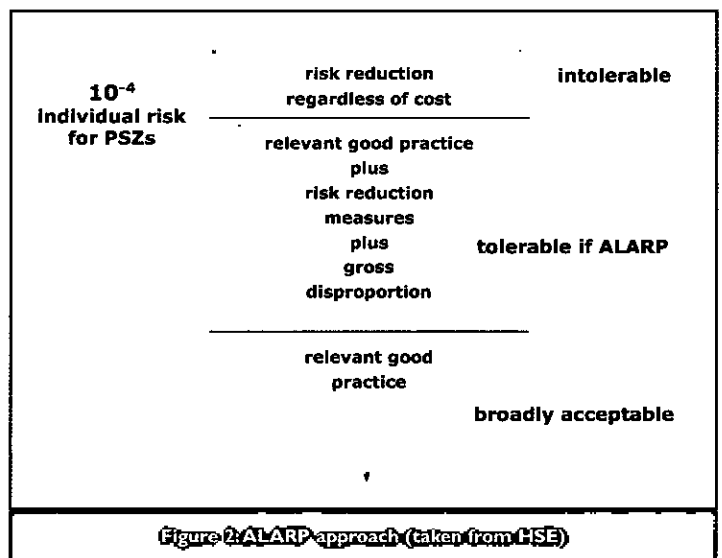 10⁻⁴
individual risk
for PSZs
risk reduction
regardless of cost
intolerable
relevant good practice
plus
risk reduction
measures
plus
gross
disproportion
tolerable if ALARP
relevant good
practice
broadly acceptable
Figure 2: ALARP approach (taken from HSE)